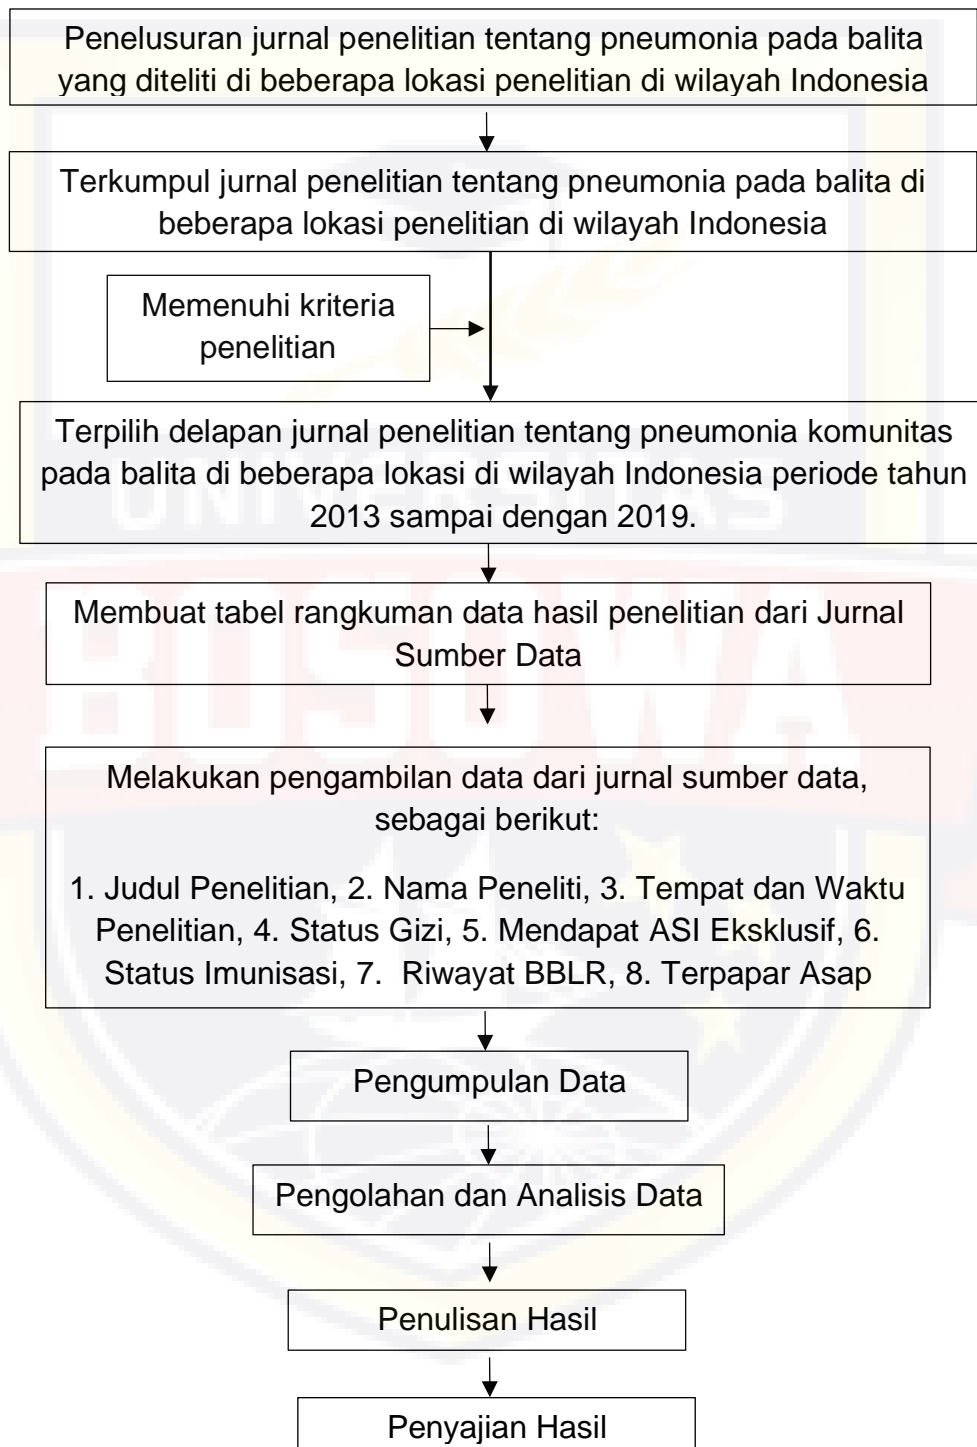 Penelusuran jurnal penelitian tentang pneumonia pada balita
yang diteliti di beberapa lokasi penelitian di wilayah Indonesia
Terkumpul jurnal penelitian tentang pneumonia pada balita di
beberapa lokasi penelitian di wilayah Indonesia
Memenuhi kriteria
penelitian
Terpilih delapan jurnal penelitian tentang pneumonia komunitas
pada balita di beberapa lokasi di wilayah Indonesia periode tahun
2013 sampai dengan 2019.
UNIVERSITAS
BOSOWA
Membuat tabel rangkuman data hasil penelitian dari Jurnal
Sumber Data
Melakukan pengambilan data dari jurnal sumber data,
sebagai berikut:
1. Judul Penelitian, 2. Nama Peneliti, 3. Tempat dan Waktu
Penelitian, 4. Status Gizi, 5. Mendapat ASI Eksklusif, 6.
Status Imunisasi, 7. Riwayat BBLR, 8. Terpapar Asap
Pengumpulan Data
Pengolahan dan Analisis Data
Penulisan Hasil
Penyajian Hasil